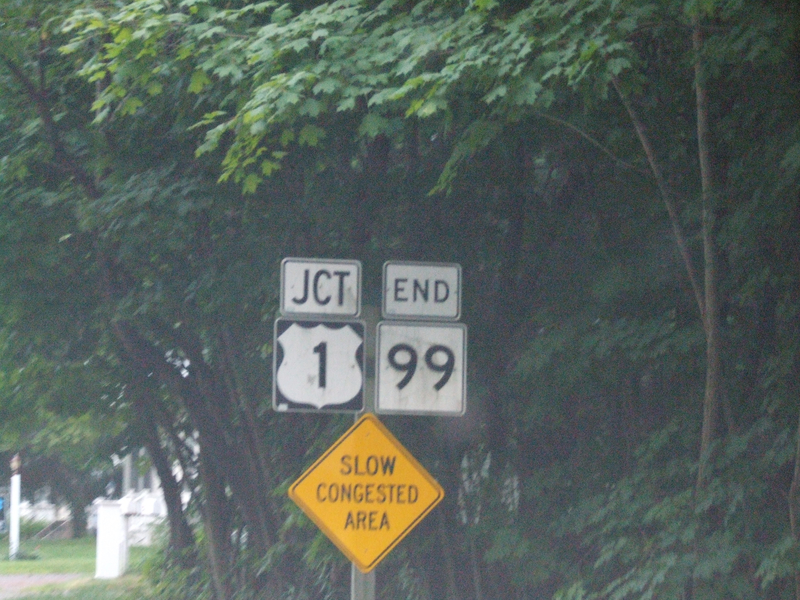 JCT
1
END
99
SLOW
CONGESTED
AREA